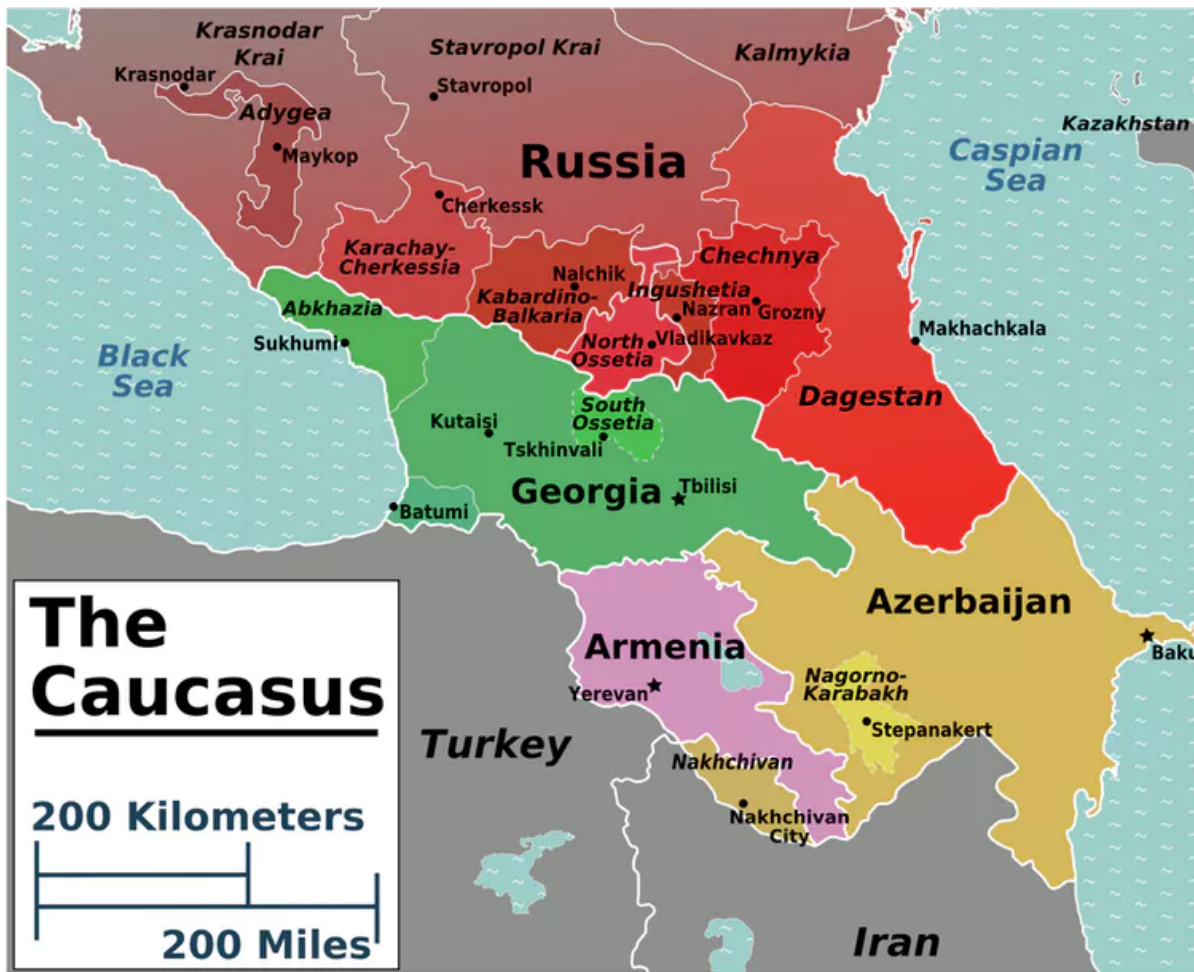 Krasnodar
Krai
Stavropol Krai
Kalmykia
Krasnodar
Stavropol
Adygea
Kazakhstan
Maykop
Russia
Caspian
Sea
Cherkessk
Karachay-
Cherkessia
Chechnya
Nalchik
Ingushetia
Kabardino-
Balkaria
Nazran
Grozny
Abkhazia
Sukhumi
North
Ossetia
Vladikavkaz
Makhachkala
Black
Sea
Dagestan
South
Ossetia
Kutaisi
Tskhinvali
Georgia
Tbilisi
Batumi
Azerbaijan
Armenia
Baku
Nagorno-
Karabakh
Yerevan
Stepanakert
Turkey
Nakhchivan
Nakhchivan
City
Iran
The
Caucasus
200 Kilometers
200 Miles